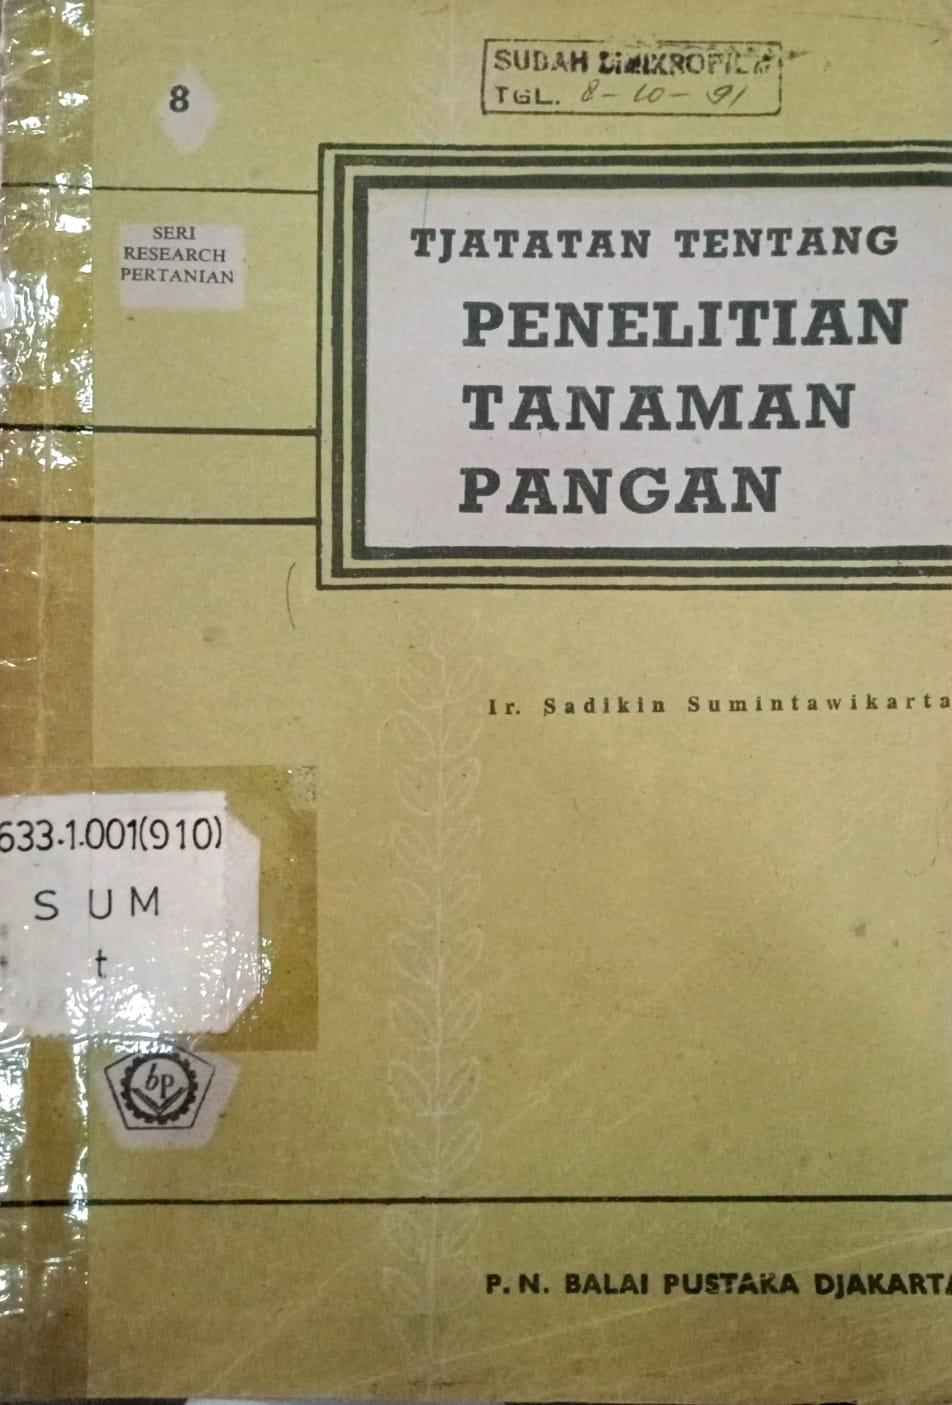 8
SUDAH DIMIKROFILM
TGL. 8-10-91
SERI
RESEARCH
PERTANIAN
TJATATAN TENTANG
PENELITIAN
TANAMAN
PANGAN
Ir. Sadikin Sumintawikarta
633.1.001(910)
SUM
t
bp
P. N. BALAI PUSTAKA DJAKARTA